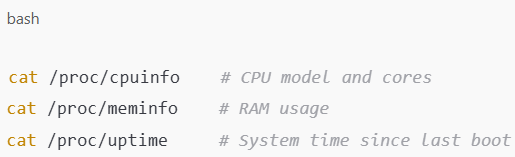 bash
cat /proc/cpuinfo    # CPU model and cores
cat /proc/meminfo    # RAM usage
cat /proc/uptime     # System time since last boot